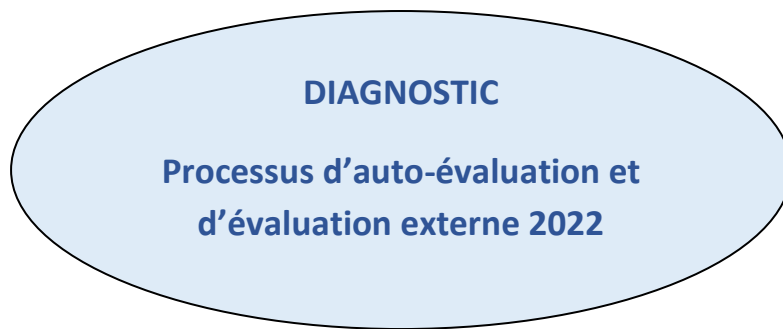 DIAGNOSTIC
Processus d’auto-évaluation et
d’évaluation externe 2022